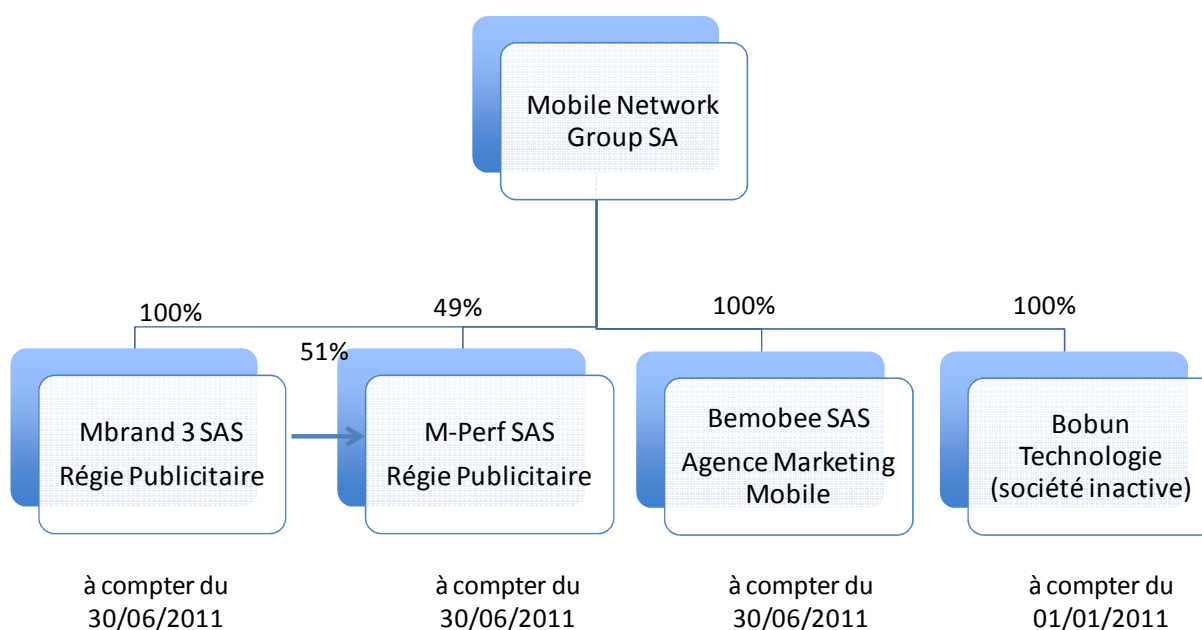 Mobile Network
Group SA
100%
49%
100%
100%
51%
Mbrand 3 SAS
Régie Publicitaire
M-Perf SAS
Régie Publicitaire
Bemobee SAS
Agence Marketing
Mobile
Bobun
Technologie
(société inactive)
à compter du
30/06/2011
à compter du
30/06/2011
à compter du
30/06/2011
à compter du
01/01/2011